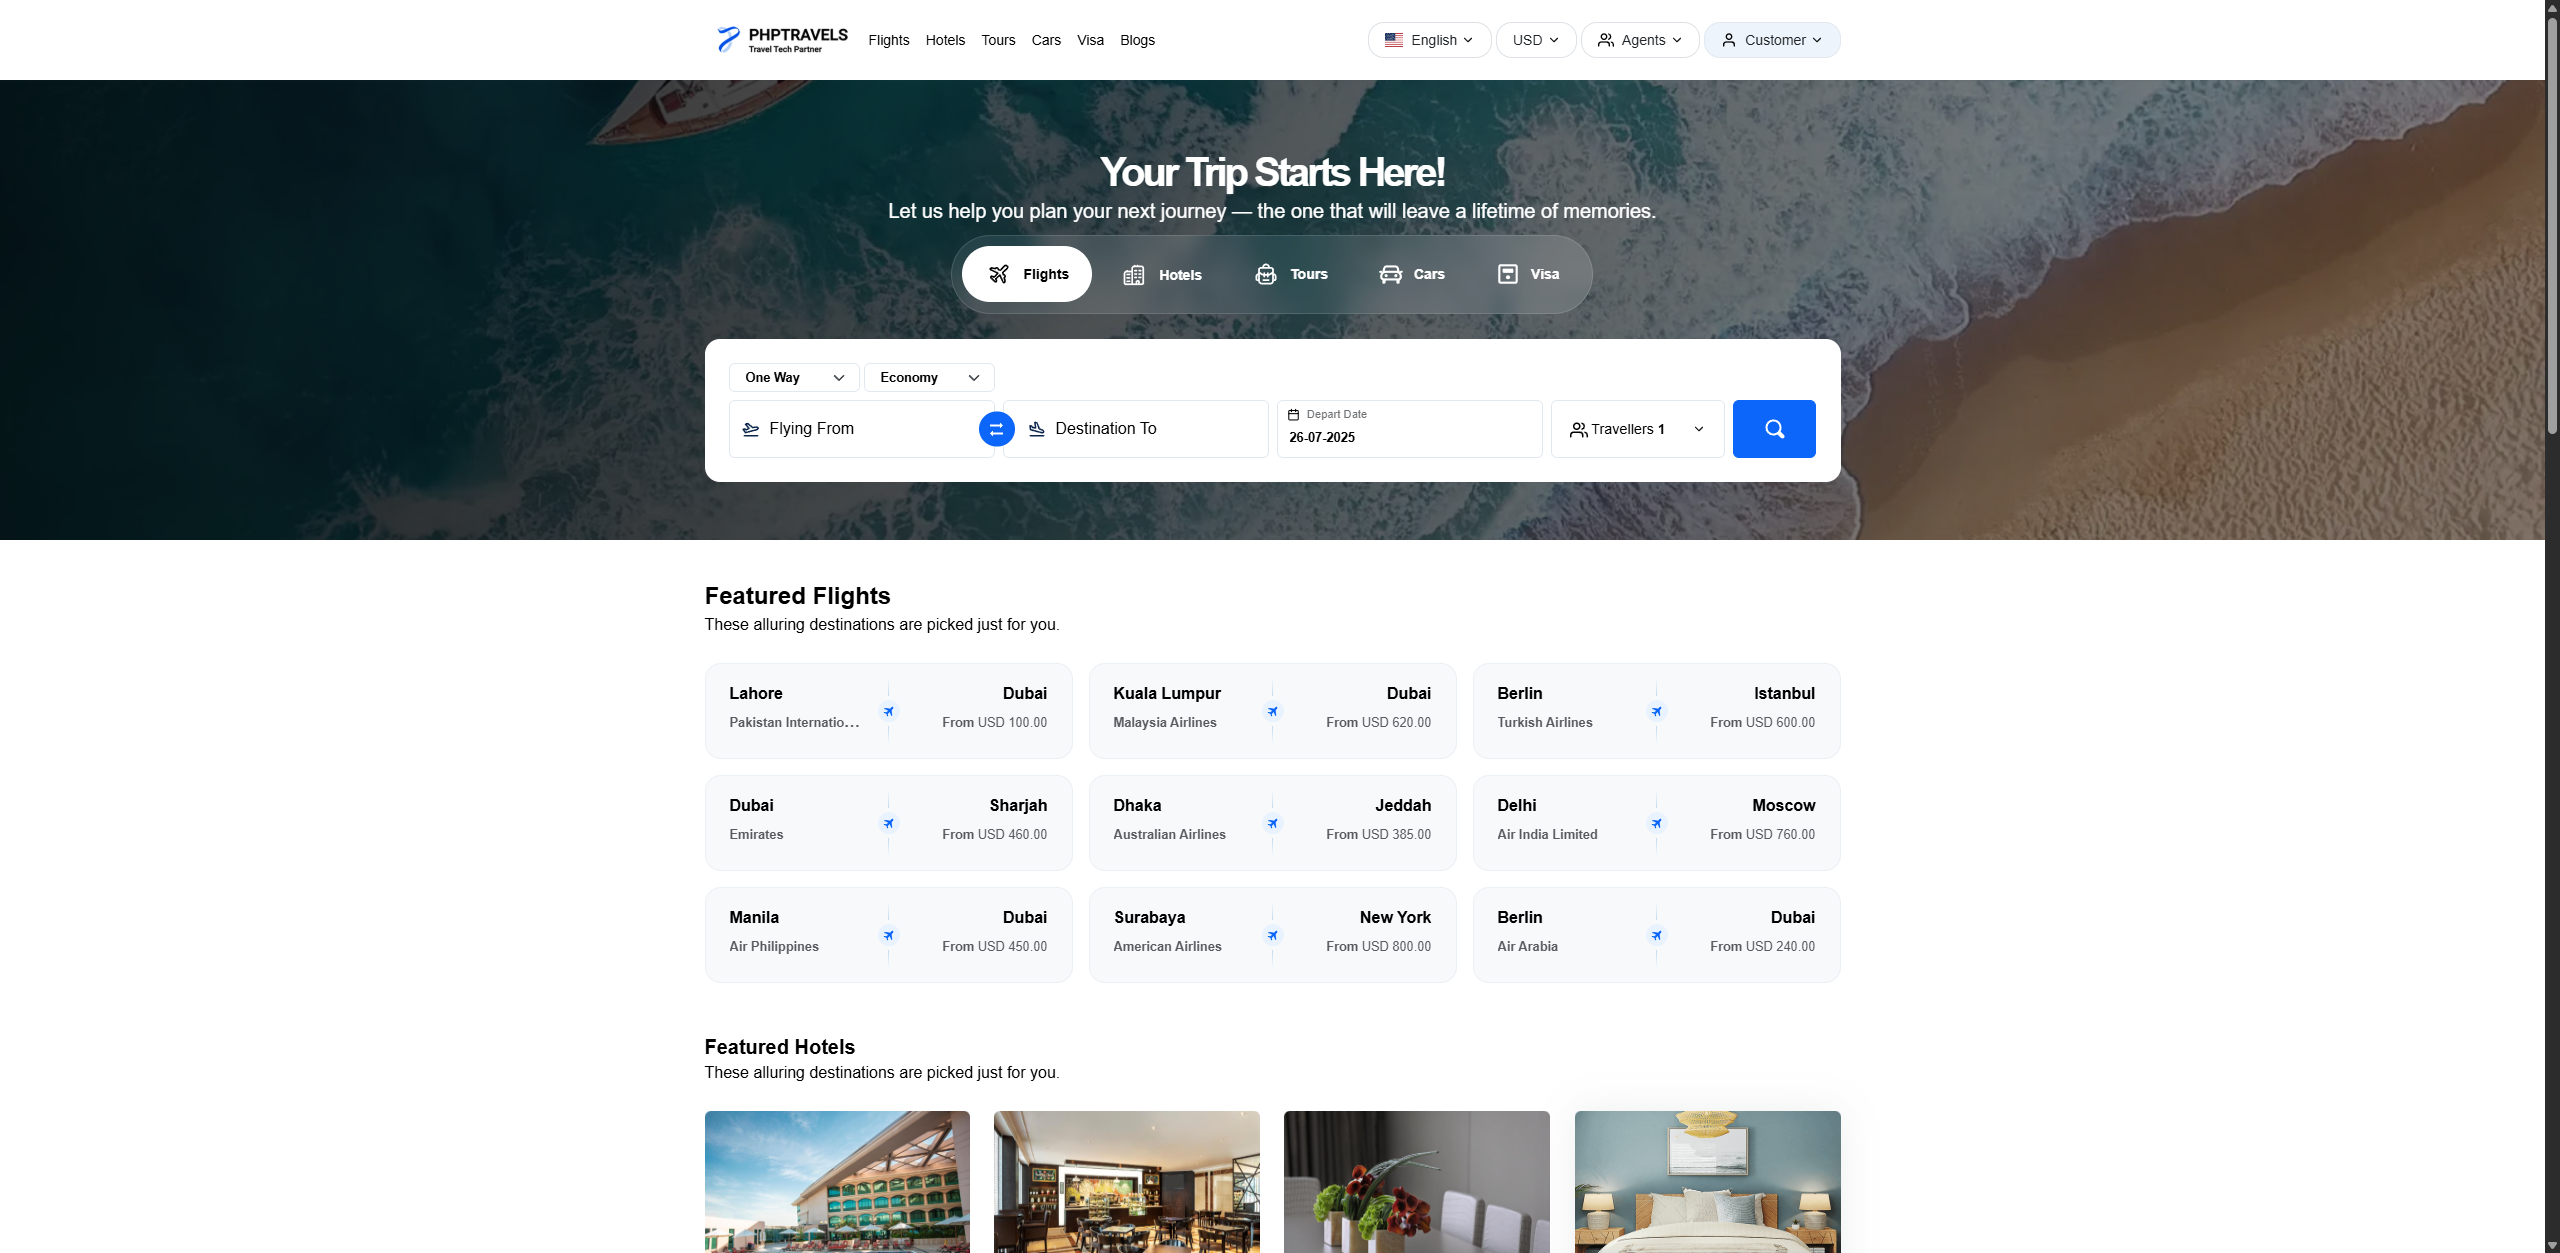 PHPTRAVELS
Travel Tech Partner
Flights Hotels Tours Cars Visa Blogs
English USD Agents Customer
Your Trip Starts Here!
Let us help you plan your next journey — the one that will leave a lifetime of memories.
Flights Hotels Tours Cars Visa
One Way Economy
Flying From
Destination To
Depart Date
26-07-2025
Travellers 1
Featured Flights
These alluring destinations are picked just for you.
Lahore Dubai
Pakistan Internatio... From USD 100.00
Kuala Lumpur Dubai
Malaysia Airlines From USD 620.00
Berlin Istanbul
Turkish Airlines From USD 600.00
Dubai Sharjah
Emirates From USD 460.00
Dhaka Jeddah
Australian Airlines From USD 385.00
Delhi Moscow
Air India Limited From USD 760.00
Manila Dubai
Air Philippines From USD 450.00
Surabaya New York
American Airlines From USD 800.00
Berlin Dubai
Air Arabia From USD 240.00
Featured Hotels
These alluring destinations are picked just for you.